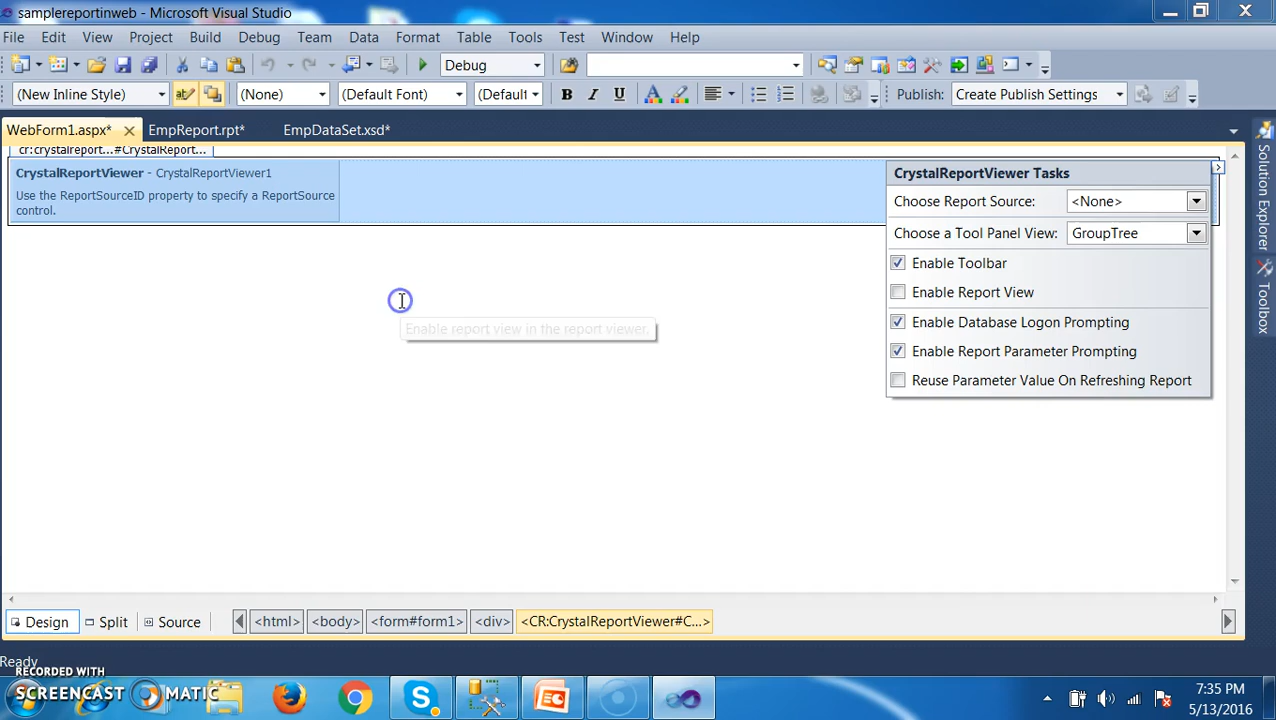 samplereportinweb - Microsoft Visual Studio
File Edit View Project Build Debug Team Data Format Table Tools Test Window Help
Debug
(New Inline Style) (None) (Default Font) (Defaul B I U A Publish: Create Publish Settings
WebForm1.aspx* EmpReport.rpt* EmpDataSet.xsd*
cr:crystalreport...#CrystalReport...
CrystalReportViewer - CrystalReportViewer1
Use the ReportSourceID property to specify a ReportSource
control.
CrystalReportViewer Tasks
Choose Report Source: <None>
Choose a Tool Panel View: GroupTree
Enable Toolbar
Enable Report View
Enable Database Logon Prompting
Enable Report Parameter Prompting
Reuse Parameter Value On Refreshing Report
Enable report view in the report viewer.
Solution Explorer
Toolbox
Design Split Source <html> <body> <form#form1> <div> <CR:CrystalReportViewer#C...>
Ready
RECORDED WITH
SCREENCAST MATIC
7:35 PM
5/13/2016